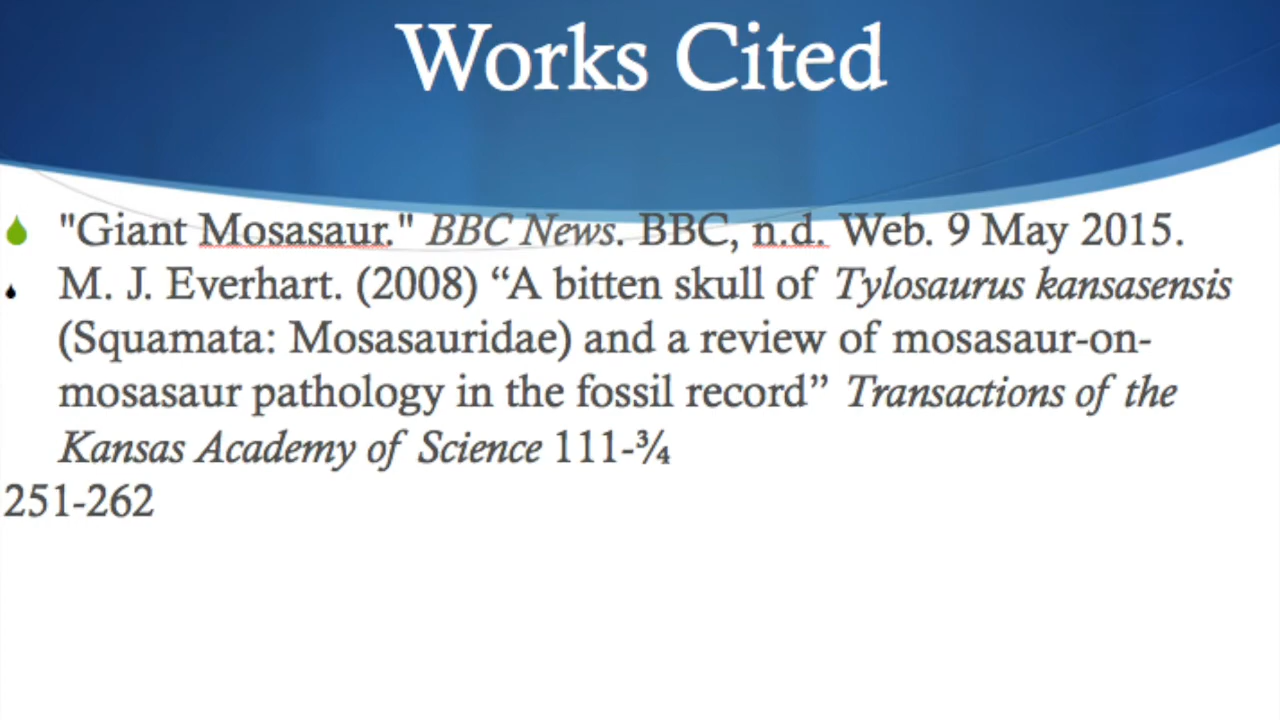 Works Cited
"Giant Mosasaur." BBC News. BBC, n.d. Web. 9 May 2015.
M. J. Everhart. (2008) “A bitten skull of Tylosaurus kansasensis
(Squamata: Mosasauridae) and a review of mosasaur-on-
mosasaur pathology in the fossil record” Transactions of the
Kansas Academy of Science 111-¾
251-262